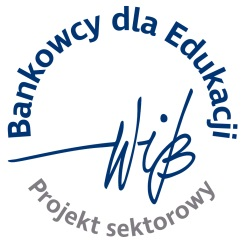 Bankowcy dla Edukacji
WiB
Projekt sektorowy